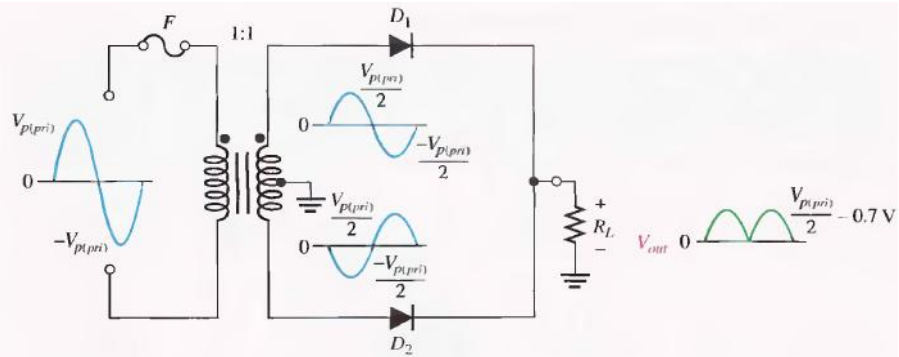 F
1:1
D1
Vp(pri)
0
-Vp(pri)
Vp(pri)/2
0
-Vp(pri)/2
Vp(pri)/2
0
-Vp(pri)/2
+
RL
-
Vout 0
Vp(pri)/2 - 0.7 V
D2